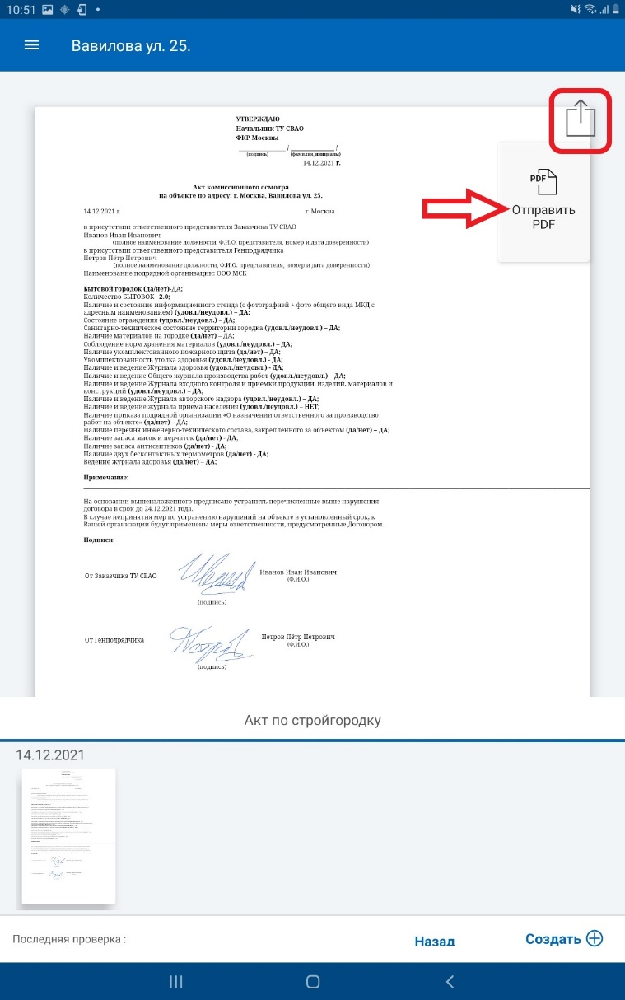 10:51
Вавилова ул. 25.
УТВЕРЖДАЮ
Начальник ТУ СВАО
ФКР Москвы
/ /
(подпись) (фамилия, инициалы)
14.12.2021 г.
PDF
Отправить
PDF
Акт комиссионного осмотра
на объекте по адресу: г. Москва, Вавилова ул. 25.
14.12.2021 г. г. Москва
в присутствии ответственного представителя Заказчика ТУ СВАО
Иванов Иван Иванович
(полное наименование должности, Ф.И.О. представителя, номер и дата доверенности)
в присутствии ответственного представителя Генподрядчика
Петров Пётр Петрович
(полное наименование должности, Ф.И.О. представителя, номер и дата доверенности)
Наименование подрядной организации: ООО МСК
Бытовой городок (да/нет)-ДА;
Количество БЫТОВОК –2.0;
Наличие и состояние информационного стенда (с фотографией + фото общего вида МКД с
адресным наименованием) (удовл./неудовл.) – ДА;
Состояние ограждения (удовл./неудовл.) – ДА;
Санитарно-техническое состояние территории городка (удовл./неудовл.) – ДА;
Наличие материалов на городке (да/нет) – ДА;
Соблюдение норм хранения материалов (удовл./неудовл.) – ДА;
Наличие укомплектованного пожарного щита (да/нет) – ДА;
Укомплектованность уголка здоровья (удовл./неудовл.) - ДА;
Наличие и ведение Журнала здоровья (удовл./неудовл.) - ДА;
Наличие и ведение Общего журнала производства работ (удовл./неудовл.) – ДА;
Наличие и ведение Журнала входного контроля и приемки продукции, изделий, материалов и
конструкций (удовл./неудовл.) – ДА;
Наличие и ведение Журнала авторского надзора (удовл./неудовл.) – ДА;
Наличие и ведение журнала приема населения (удовл./неудовл.) – НЕТ;
Наличие приказа подрядной организации «О назначении ответственного за производство
работ на объекте» (да/нет) – ДА;
Наличие перечня инженерно-технического состава, закрепленного за объектом (да/нет) – ДА;
Наличие запаса масок и перчаток (да/нет) - ДА;
Наличие запаса антисептиков (да/нет) - ДА;
Наличие двух бесконтактных термометров (да/нет) - ДА;
Ведение журнала здоровья (да/нет) – ДА;
Примечание:
На основании вышеизложенного предписано устранить перечисленные выше нарушения
договора в срок до 24.12.2021 года.
В случае непринятия мер по устранению нарушений на объекте в установленный срок, к
Вашей организации будут применены меры ответственности, предусмотренные Договором.
Подписи:
От Заказчика ТУ СВАО Иванов Иван Иванович
(Ф.И.О.)
(подпись)
От Генподрядчика Петров Пётр Петрович
(Ф.И.О.)
(подпись)
Акт по стройгородку
14.12.2021
Последняя проверка : Назад Создать